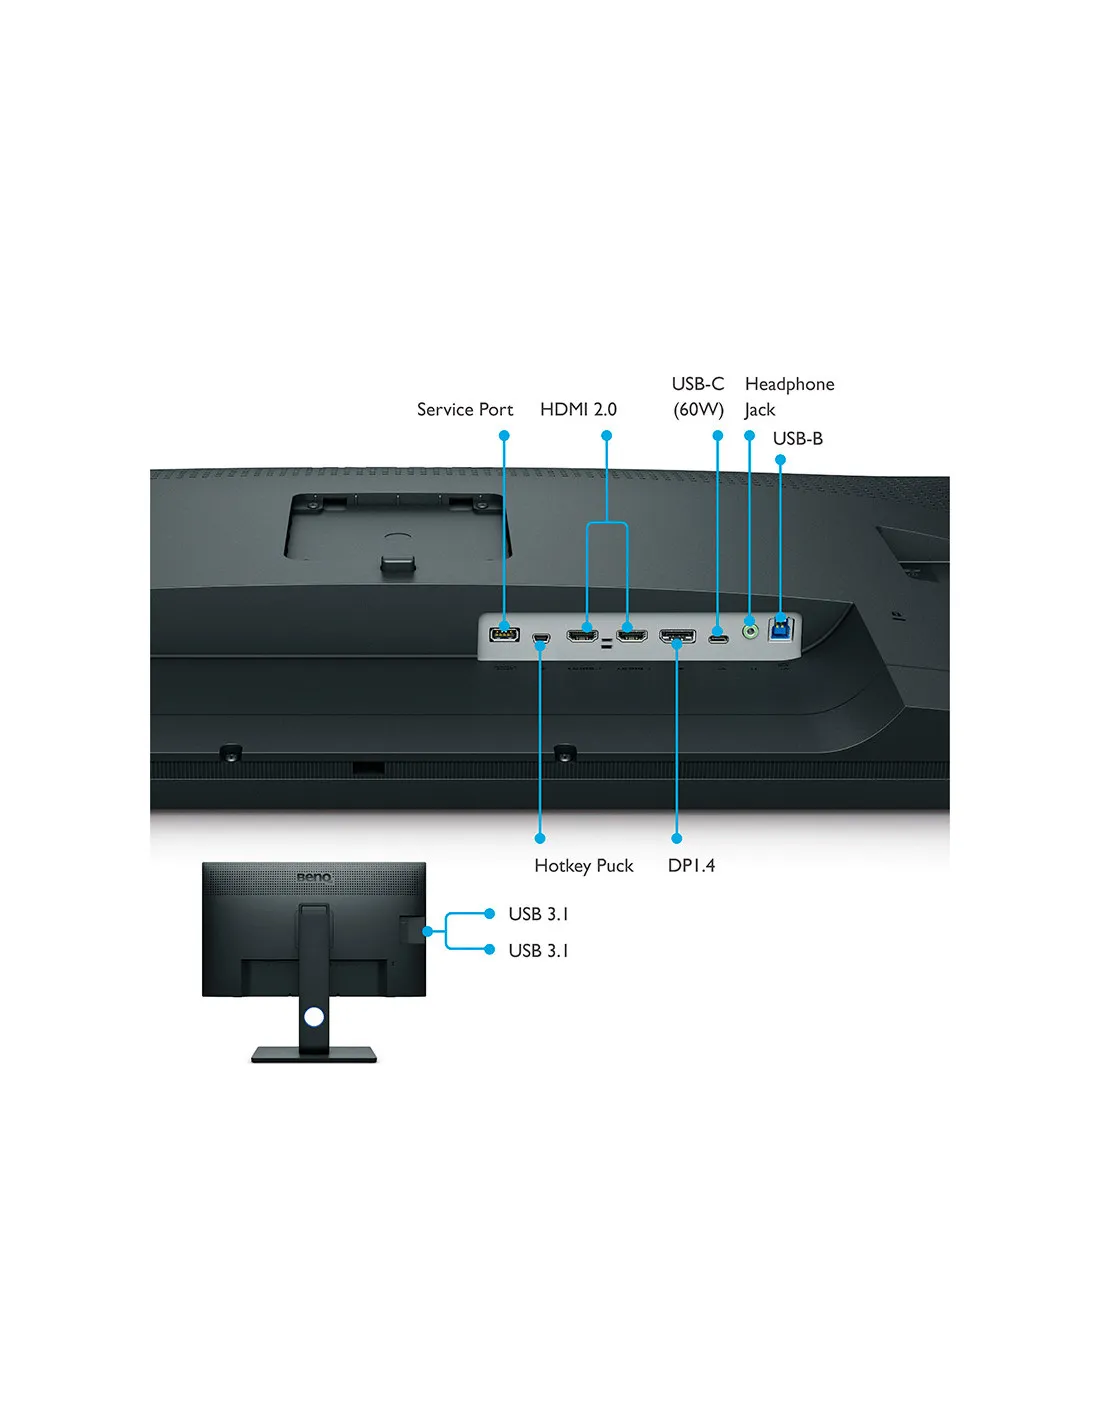 USB-C
(60W)
Headphone
Jack
Service Port
HDMI 2.0
USB-B
Hotkey Puck
DP1.4
BenQ
USB 3.1
USB 3.1